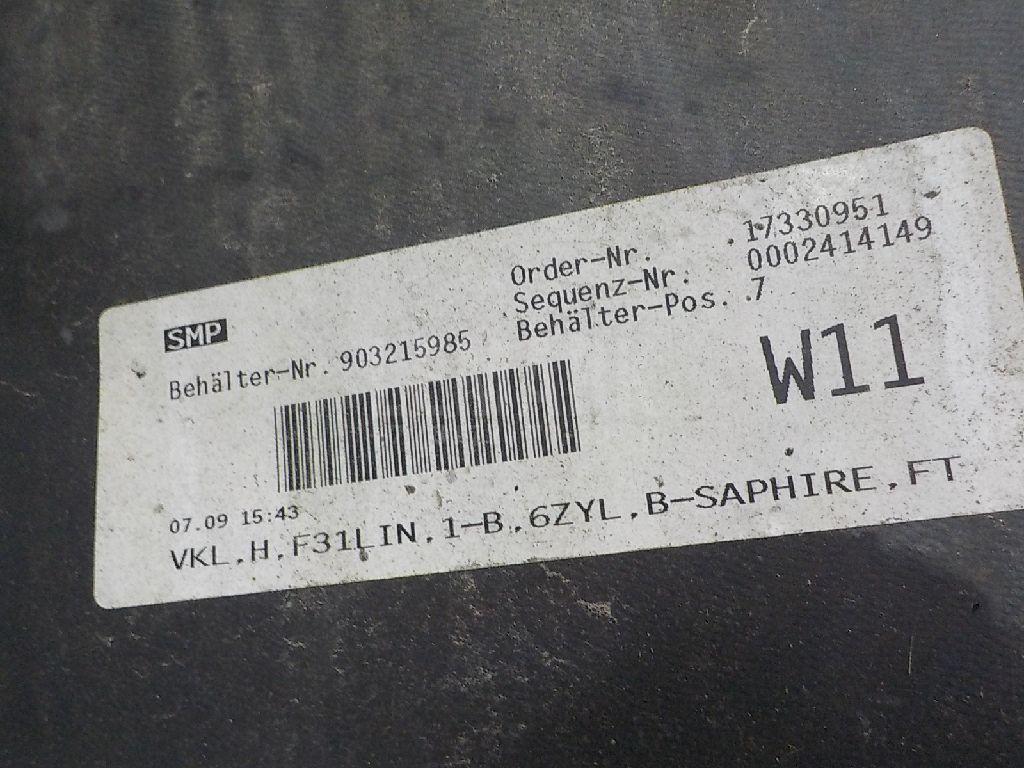 SMP
Behälter-Nr. 903215985
Order-Nr. 17330951
Sequenz-Nr: 0002414149
Behälter-Pos. 7
W11
07.09 15:43
VKL.H.F31LIN.1-B.6ZYL.B-SAPHIRE.FT